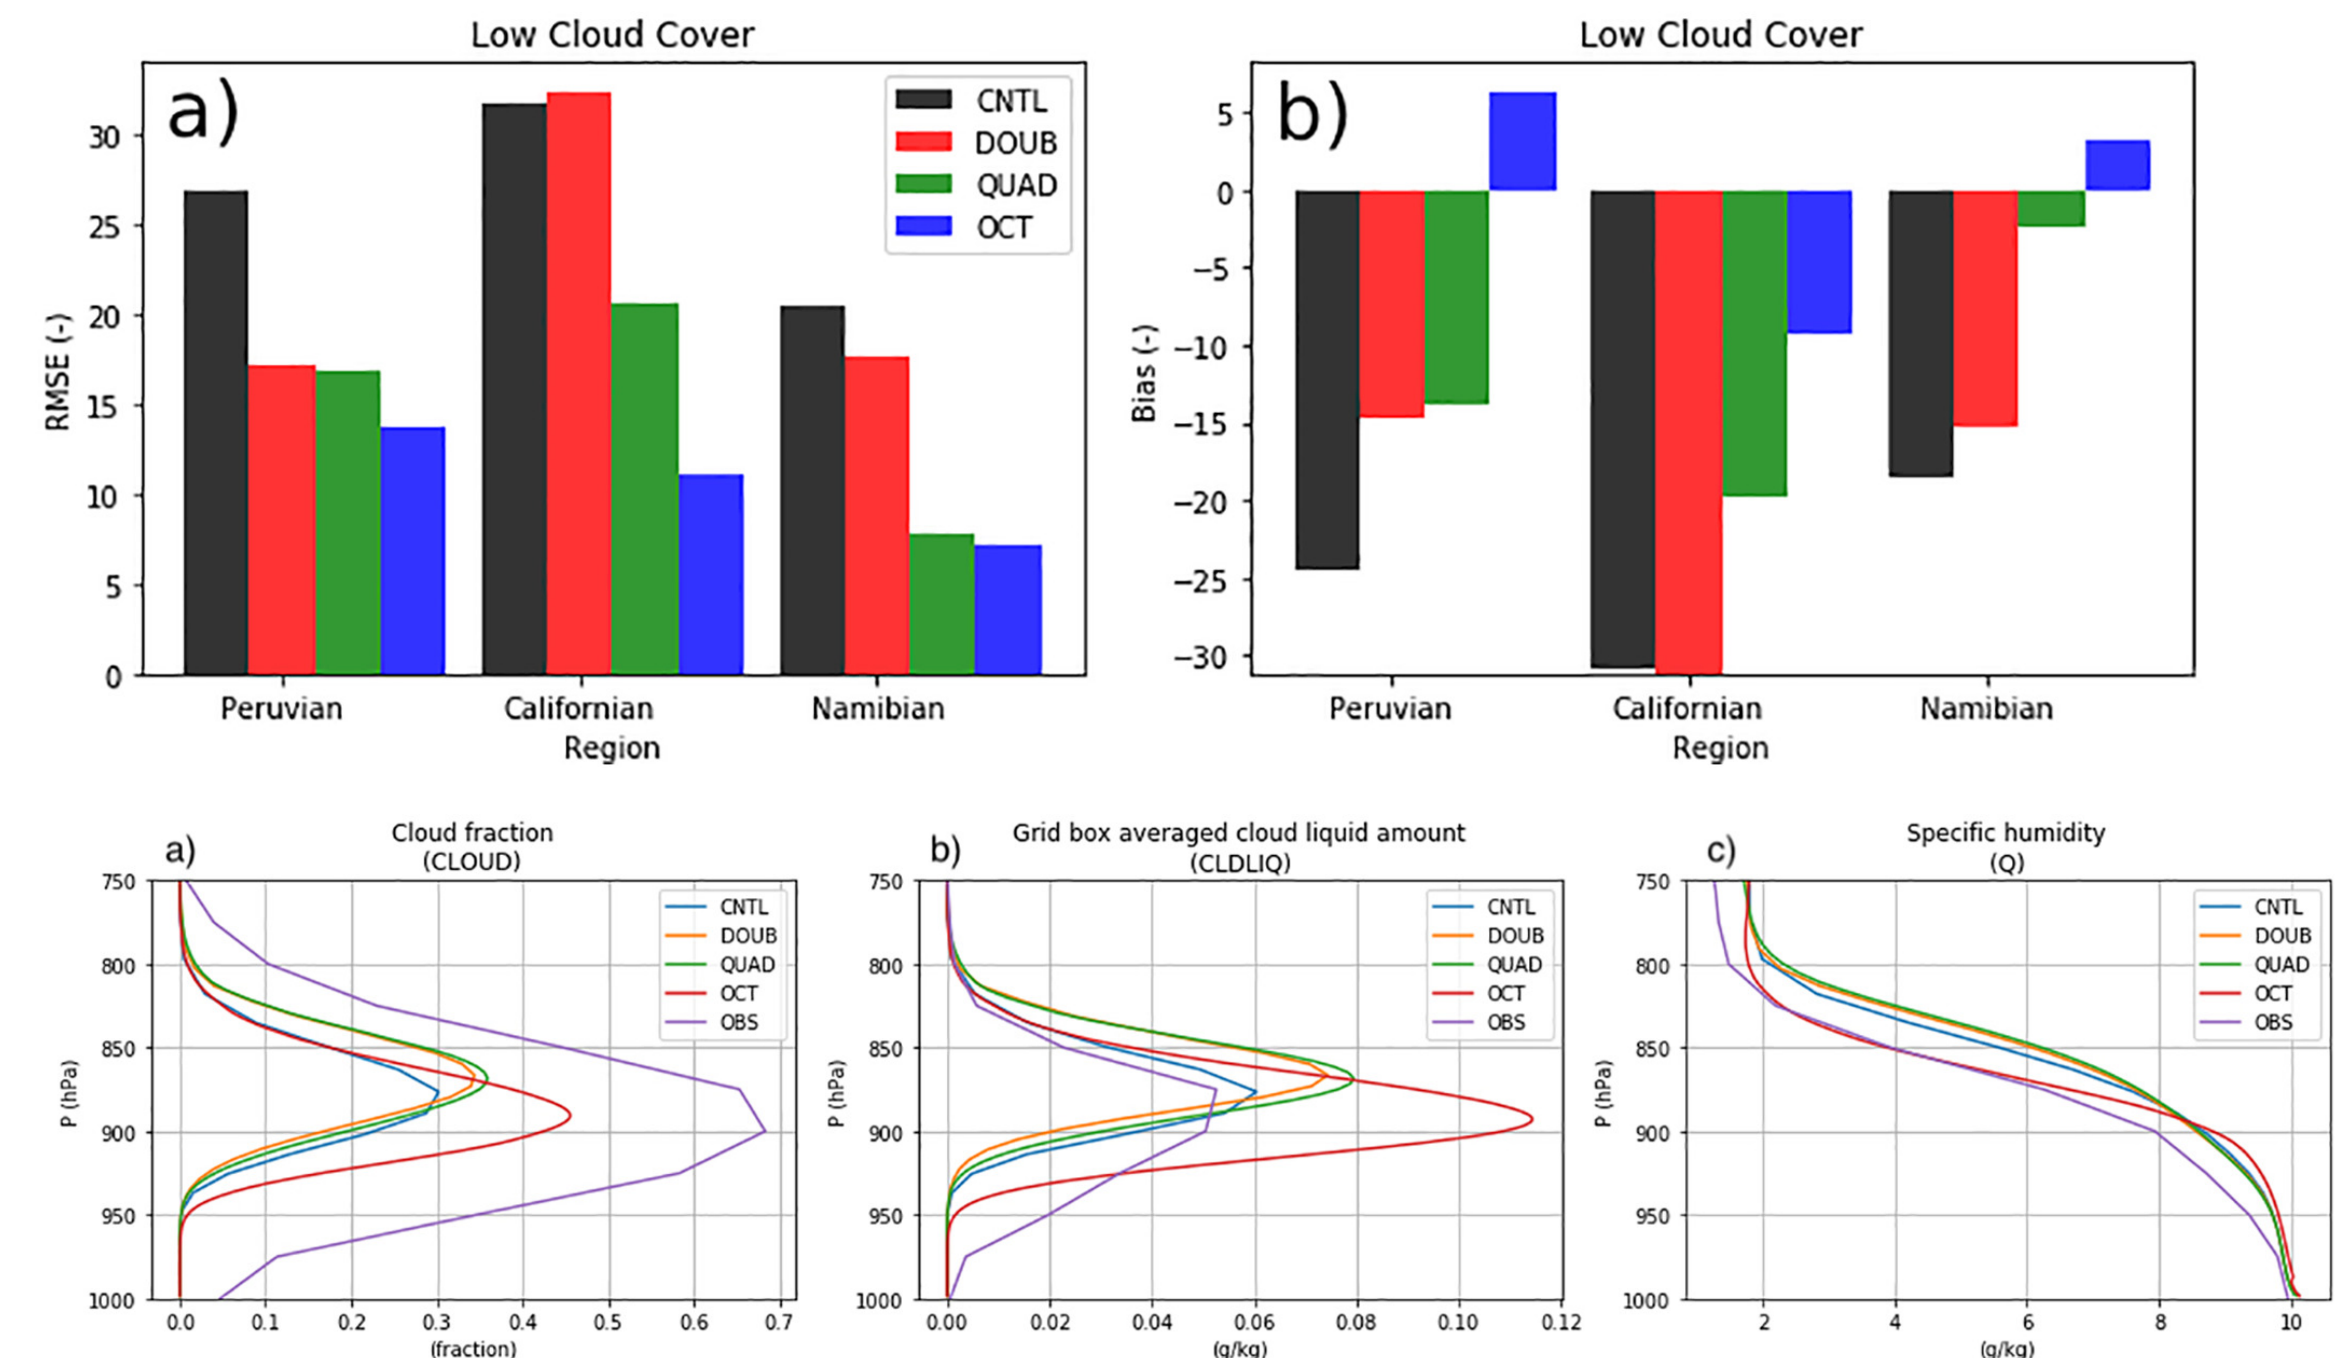 Low Cloud Cover
a)
CNTL
DOUB
QUAD
OCT
30
25
20
15
10
5
0
RMSE (-)
Peruvian Californian Namibian
Region
Low Cloud Cover
b)
5
0
−5
−10
−15
−20
−25
−30
Bias (-)
Peruvian Californian Namibian
Region
a)
Cloud fraction
(CLOUD)
CNTL
DOUB
QUAD
OCT
OBS
750
800
850
900
950
1000
P (hPa)
0.0 0.1 0.2 0.3 0.4 0.5 0.6 0.7
(fraction)
b)
Grid box averaged cloud liquid amount
(CLDLIQ)
CNTL
DOUB
QUAD
OCT
OBS
750
800
850
900
950
1000
P (hPa)
0.00 0.02 0.04 0.06 0.08 0.10 0.12
(g/kg)
c)
Specific humidity
(Q)
CNTL
DOUB
QUAD
OCT
OBS
750
800
850
900
950
1000
P (hPa)
2 4 6 8 10
(g/kg)